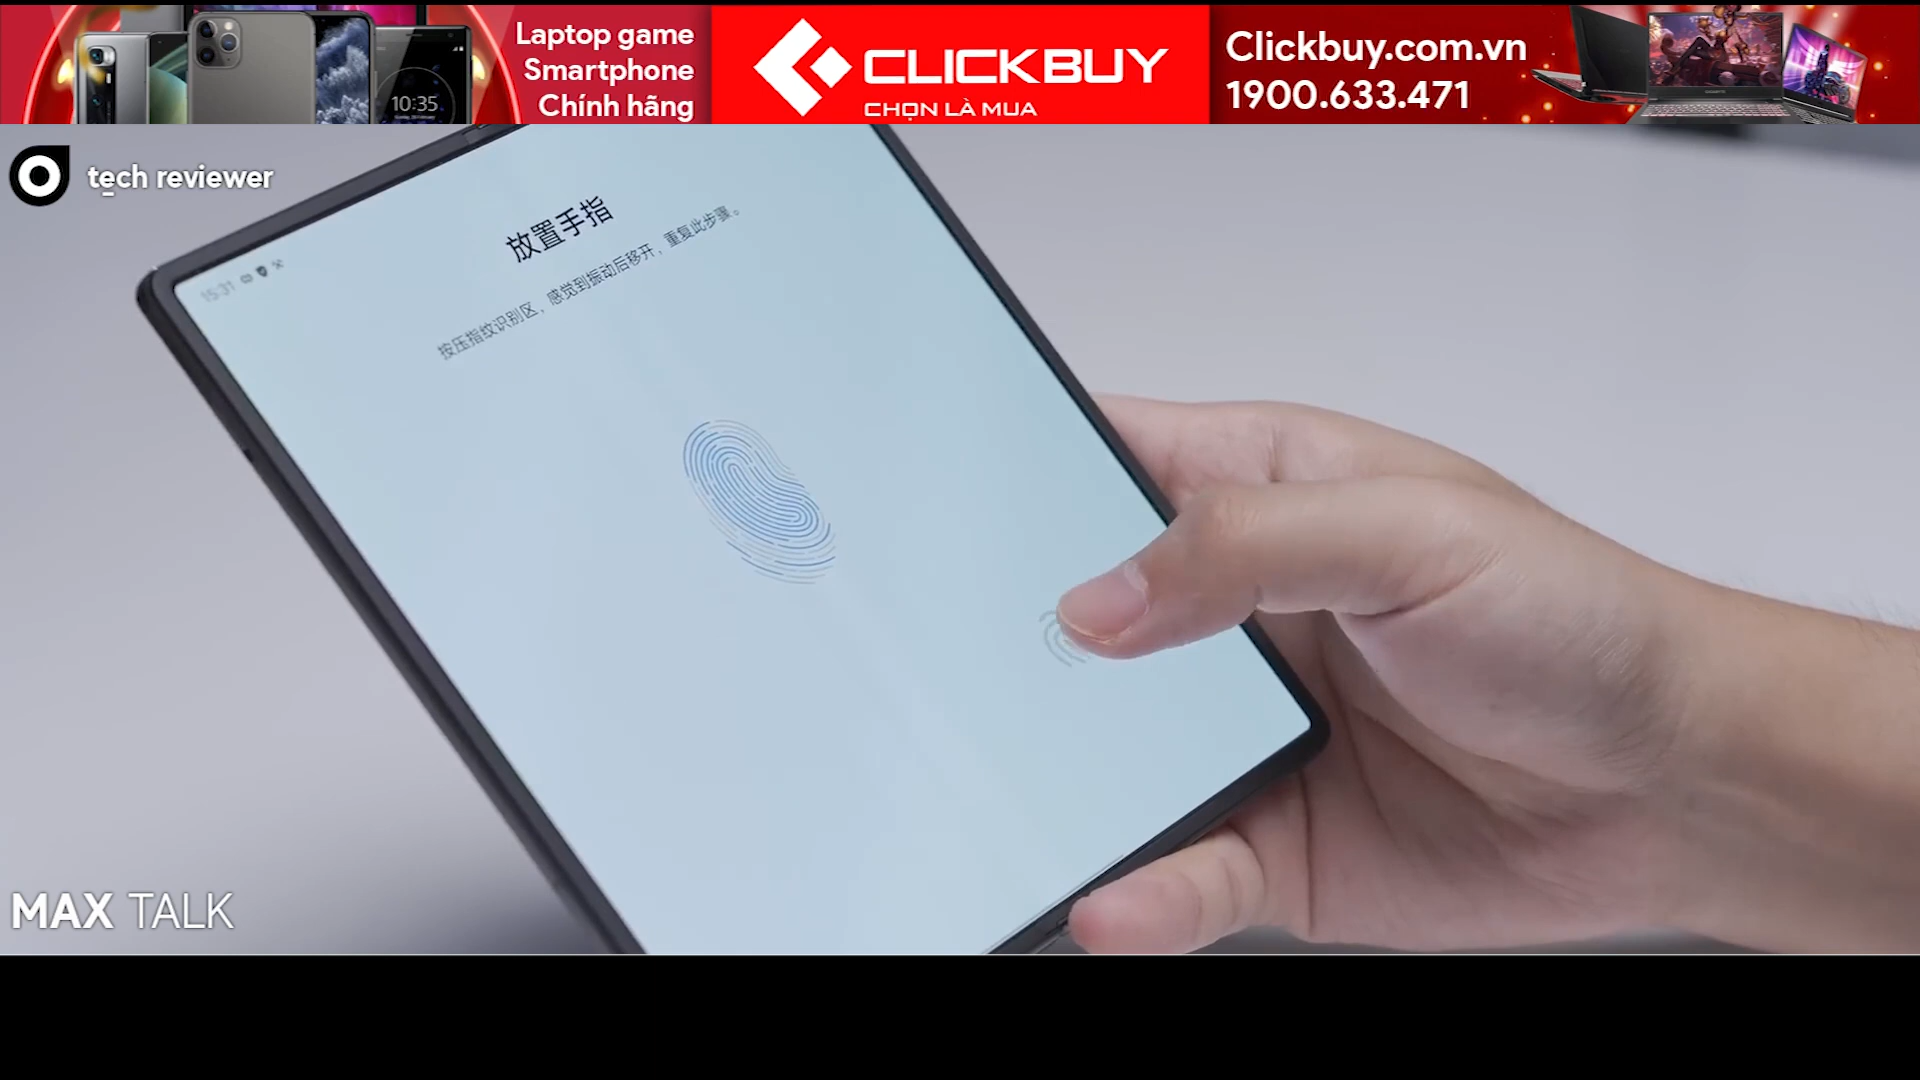 Laptop game
Smartphone
Chính hãng
CLICKBUY
CHỌN LÀ MUA
Clickbuy.com.vn
1900.633.471
10:35
tech reviewer
15:31
放置手指
按压指纹识别区，感觉到振动后移开，重复此步骤。
MAX TALK